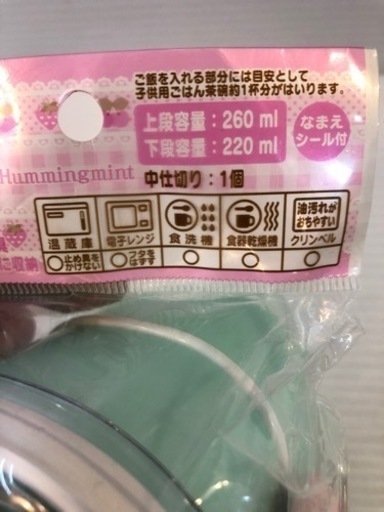 ご飯を入れる部分には目安として
子供用ごはん茶碗約1杯分がはいります。
上段容量：260 ml
下段容量：220 ml
なまえ
シール付
Hummingmint
中仕切り：1個
温蔵庫
電子レンジ
食洗機
食器乾燥機
油汚れが
おちやすい
クリンベル
止め具を
かけない
フタを
はずす
に収納